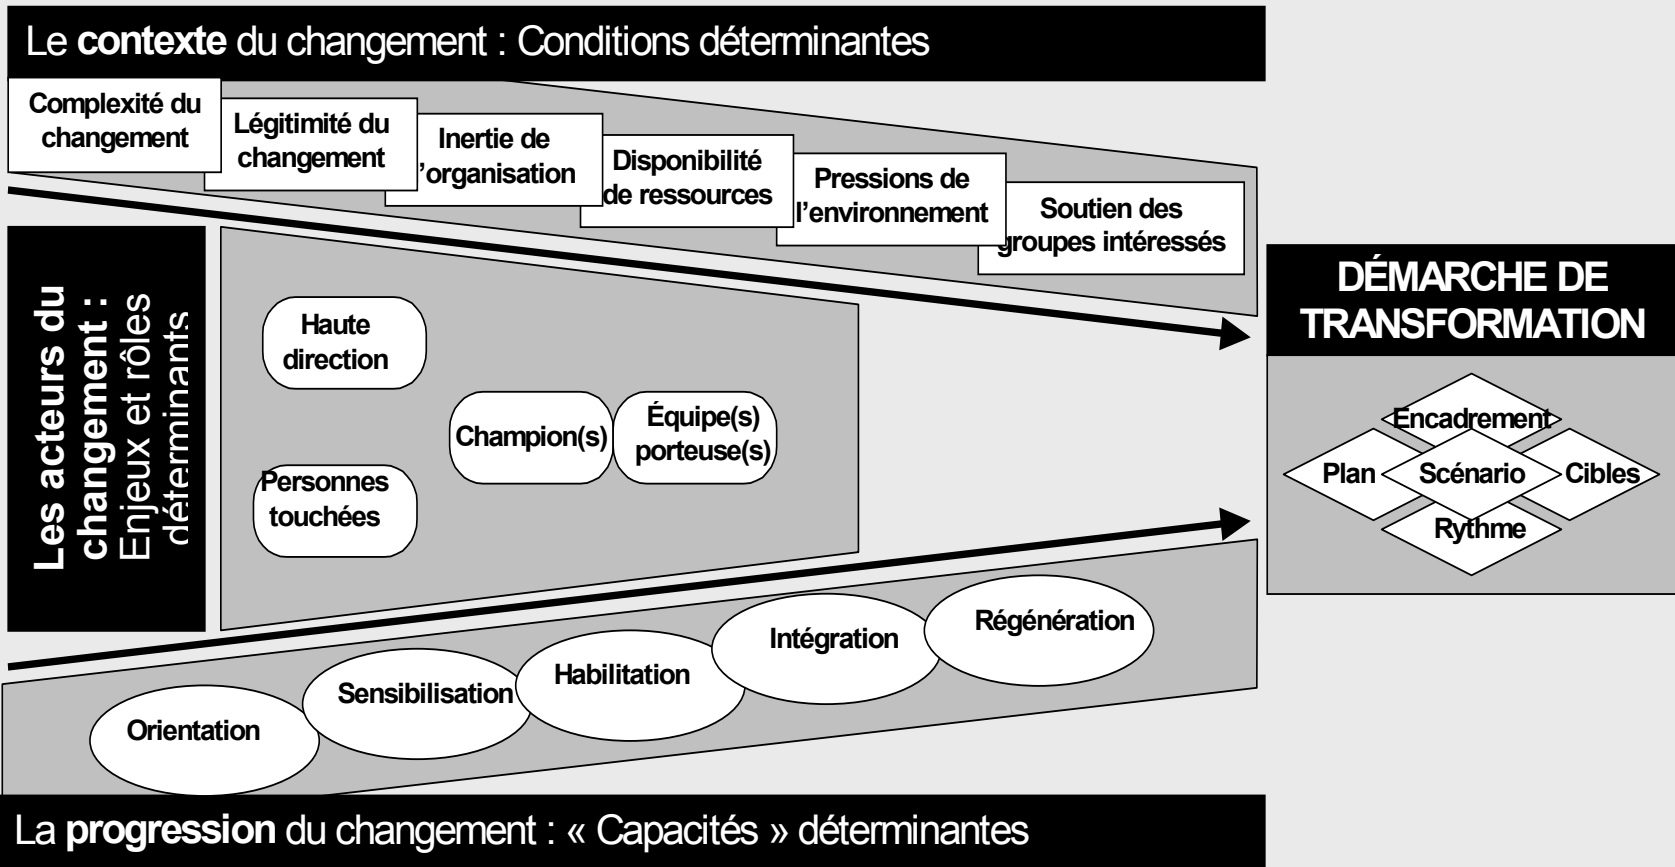 Le contexte du changement : Conditions déterminantes
Complexité du
changement
Légitimité du
changement
Inertie de
'organisation
Disponibilité
de ressources
Pressions de
l'environnement
Soutien des
groupes intéressés
Les acteurs du
changement :
Enjeux et rôles
déterminants
Haute
direction
Champion(s)
Équipe(s)
porteuse(s)
Personnes
touchées
DÉMARCHE DE
TRANSFORMATION
Encadrement
Plan
Scénario
Cibles
Rythme
Orientation
Sensibilisation
Habilitation
Intégration
Régénération
La progression du changement : « Capacités » déterminantes